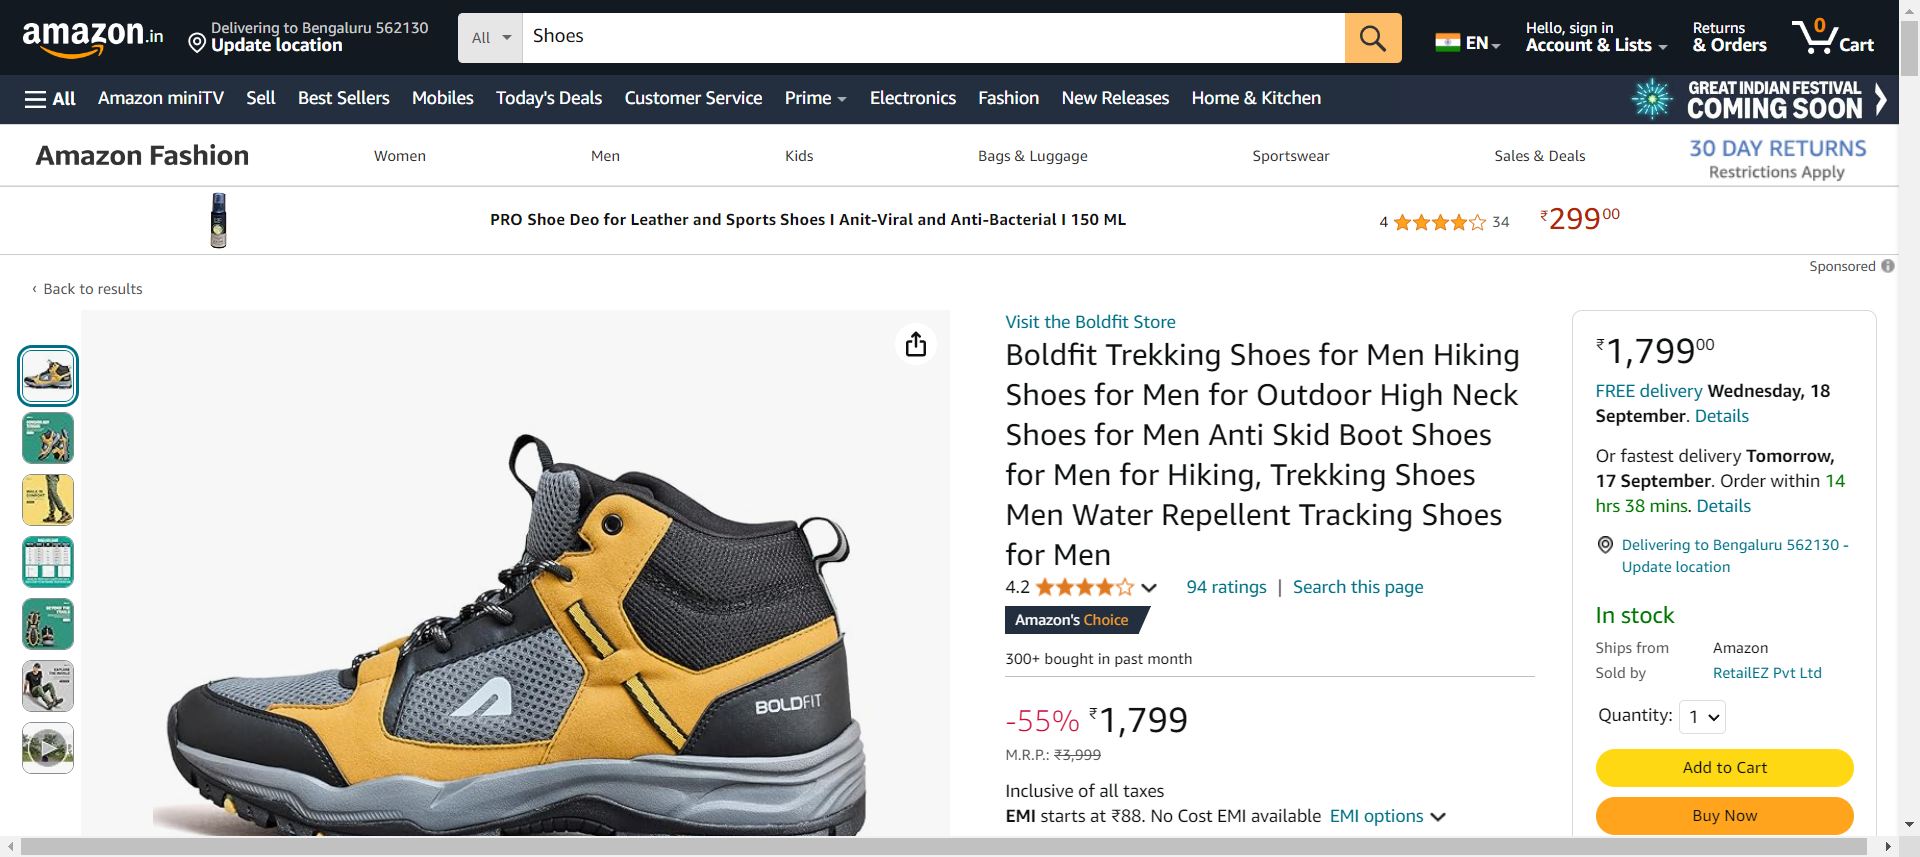 amazon.in
Delivering to Bengaluru 562130
Update location
All
Shoes
EN
Hello, sign in
Account & Lists
Returns
& Orders
0
Cart
All
Amazon miniTV
Sell
Best Sellers
Mobiles
Today's Deals
Customer Service
Prime
Electronics
Fashion
New Releases
Home & Kitchen
GREAT INDIAN FESTIVAL
COMING SOON
Amazon Fashion
Women
Men
Kids
Bags & Luggage
Sportswear
Sales & Deals
30 DAY RETURNS
Restrictions Apply
PRO Shoe Deo for Leather and Sports Shoes I Anit-Viral and Anti-Bacterial I 150 ML
4
34
₹29900
Sponsored
‹ Back to results
BOLDFIT
Visit the Boldfit Store
Boldfit Trekking Shoes for Men Hiking
Shoes for Men for Outdoor High Neck
Shoes for Men Anti Skid Boot Shoes
for Men for Hiking, Trekking Shoes
Men Water Repellent Tracking Shoes
for Men
4.2
94 ratings | Search this page
Amazon's Choice
300+ bought in past month
-55% ₹1,799
M.R.P.: ₹3,999
Inclusive of all taxes
EMI starts at ₹88. No Cost EMI available EMI options
₹1,79900
FREE delivery Wednesday, 18
September. Details
Or fastest delivery Tomorrow,
17 September. Order within 14
hrs 38 mins. Details
Delivering to Bengaluru 562130 -
Update location
In stock
Ships from Amazon
Sold by RetailEZ Pvt Ltd
Quantity: 1
Add to Cart
Buy Now